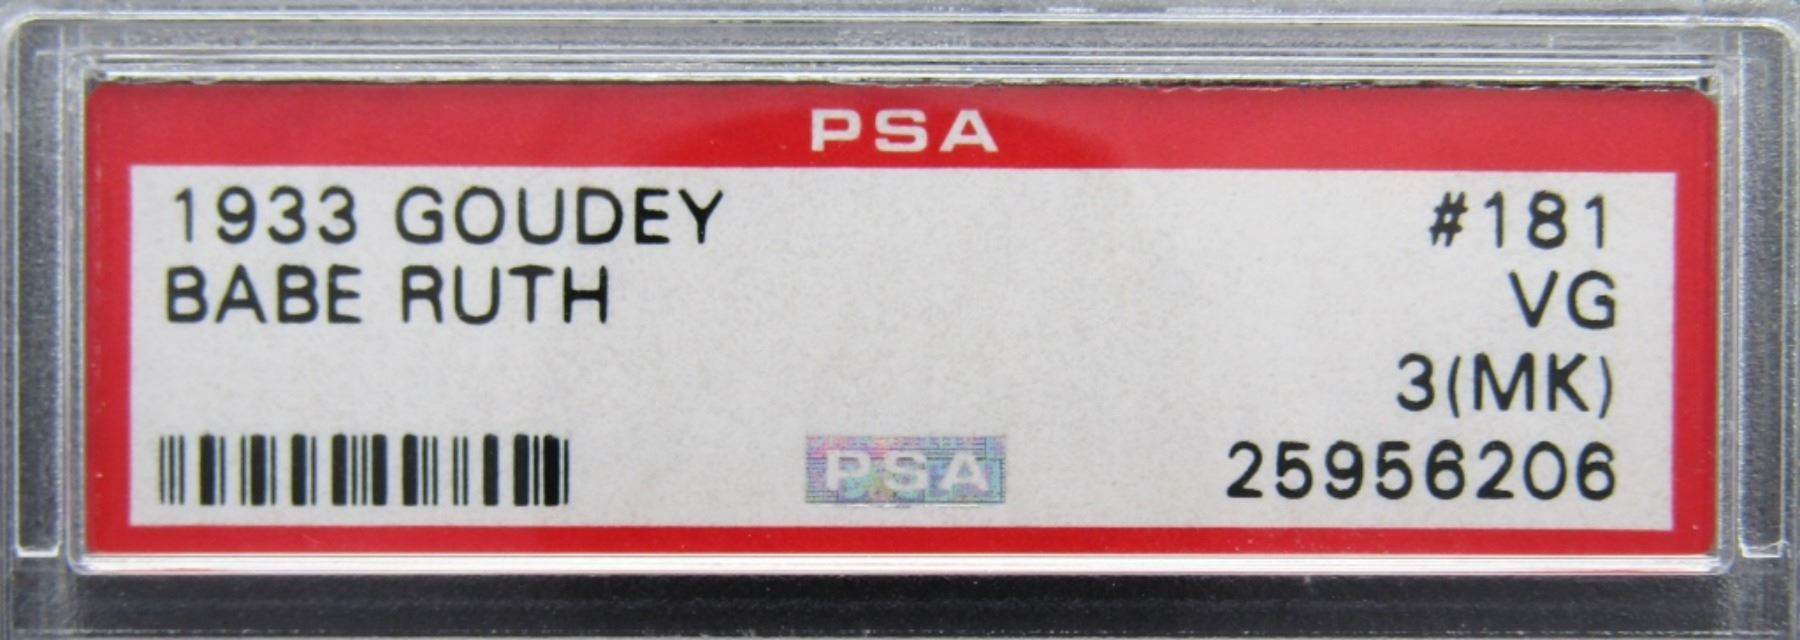 PSA
1933 GOUDEY #181
BABE RUTH VG
3(MK)
PSA 25956206